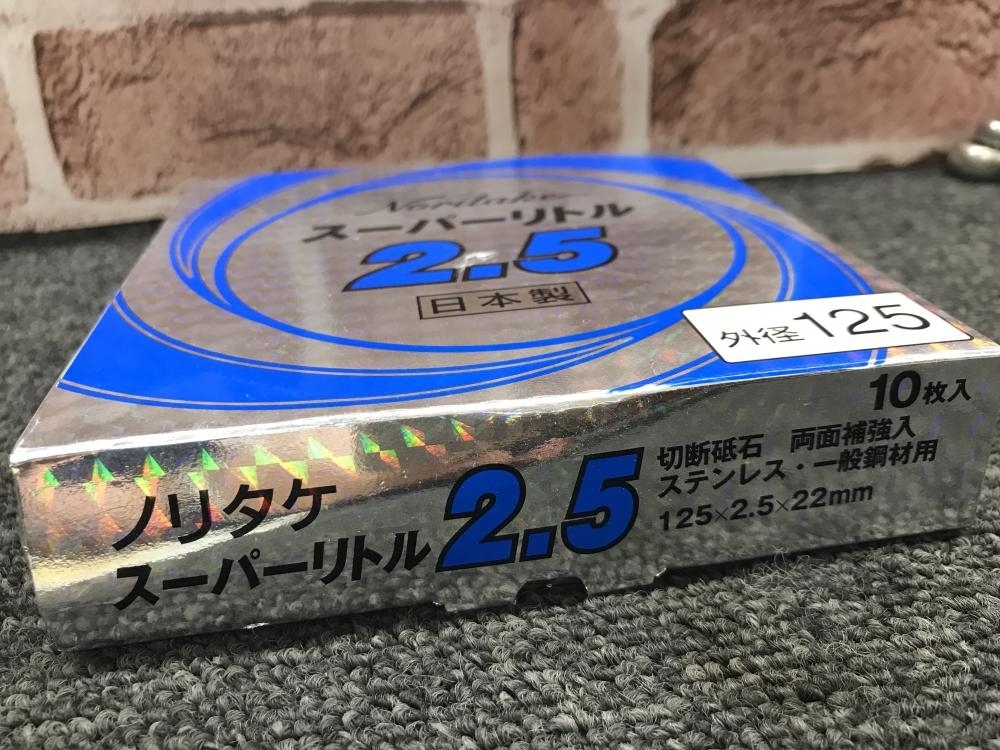 Noritake
スーパーリトル
2.5
日本製
外径125
10枚入
ノリタケ
スーパーリトル 2.5
切断砥石 両面補強入
ステンレス・一般鋼材用
125×2.5×22mm